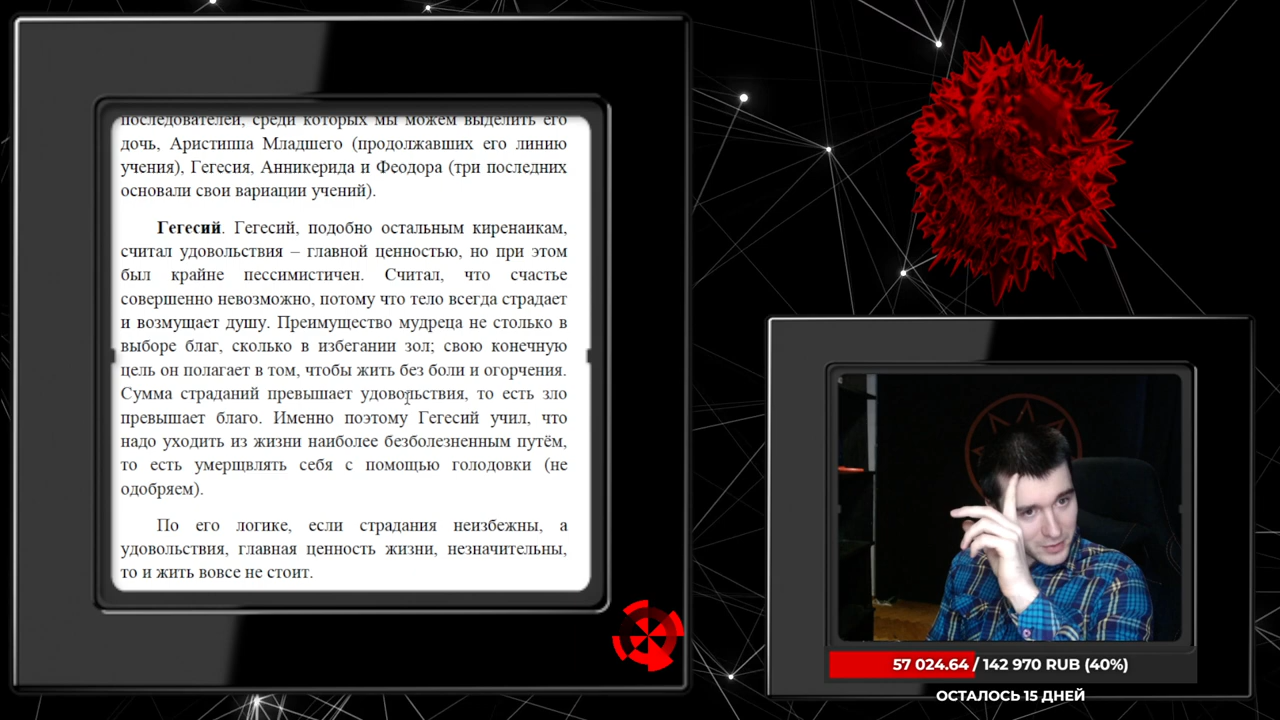 последователей, среди которых мы можем выделить его
дочь, Аристиппа Младшего (продолжавших его линию
учения), Гегесия, Анникерида и Феодора (три последних
основали свои вариации учений).
Гегесий. Гегесий, подобно остальным киренаикам,
считал удовольствия – главной ценностью, но при этом
был крайне пессимистичен. Считал, что счастье
совершенно невозможно, потому что тело всегда страдает
и возмущает душу. Преимущество мудреца не столько в
выборе благ, сколько в избегании зол; свою конечную
цель он полагает в том, чтобы жить без боли и огорчения.
Сумма страданий превышает удовольствия, то есть зло
превышает благо. Именно поэтому Гегесий учил, что
надо уходить из жизни наиболее безболезненным путём,
то есть умерщвлять себя с помощью голодовки (не
одобряем).
По его логике, если страдания неизбежны, а
удовольствия, главная ценность жизни, незначительны,
то и жить вовсе не стоит.
57 024.64 / 142 970 RUB (40%)
ОСТАЛОСЬ 15 ДНЕЙ